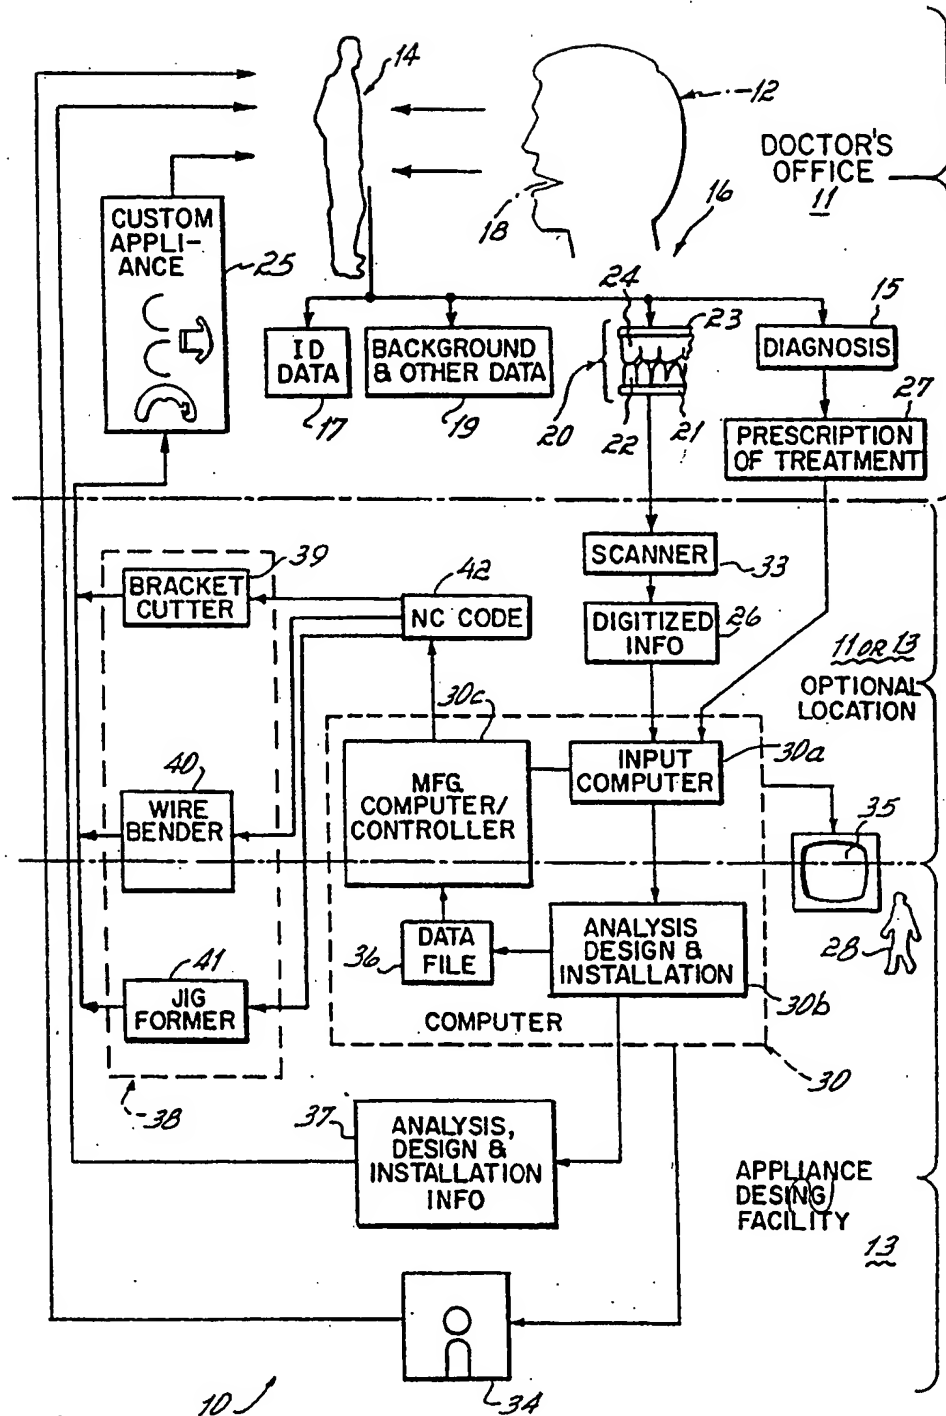 14
12
DOCTOR'S
OFFICE
11
18
16
CUSTOM
APPLI-
ANCE
25
24
23
15
ID
DATA
BACKGROUND
& OTHER DATA
DIAGNOSIS
17
19
20
22
21
27
PRESCRIPTION
OF TREATMENT
SCANNER
33
39
BRACKET
CUTTER
42
NC CODE
DIGITIZED
INFO
26
11 OR 13
OPTIONAL
LOCATION
30c
MFG.
COMPUTER/
CONTROLLER
INPUT
COMPUTER
30a
40
WIRE
BENDER
35
DATA
FILE
36
ANALYSIS
DESIGN &
INSTALLATION
28
41
JIG
FORMER
30b
COMPUTER
30
38
37
ANALYSIS,
DESIGN &
INSTALLATION
INFO
APPLIANCE
DESING
FACILITY
13
10
34